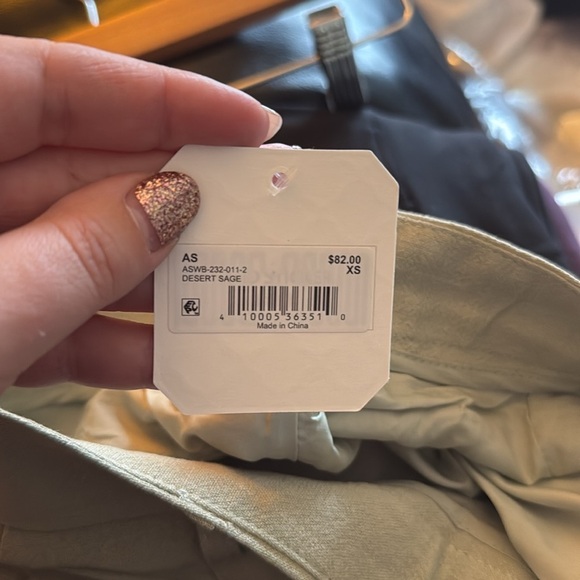 AS $82.00
ASWB-232-011-2 XS
DESERT SAGE
4 10005 36351 0
Made in China